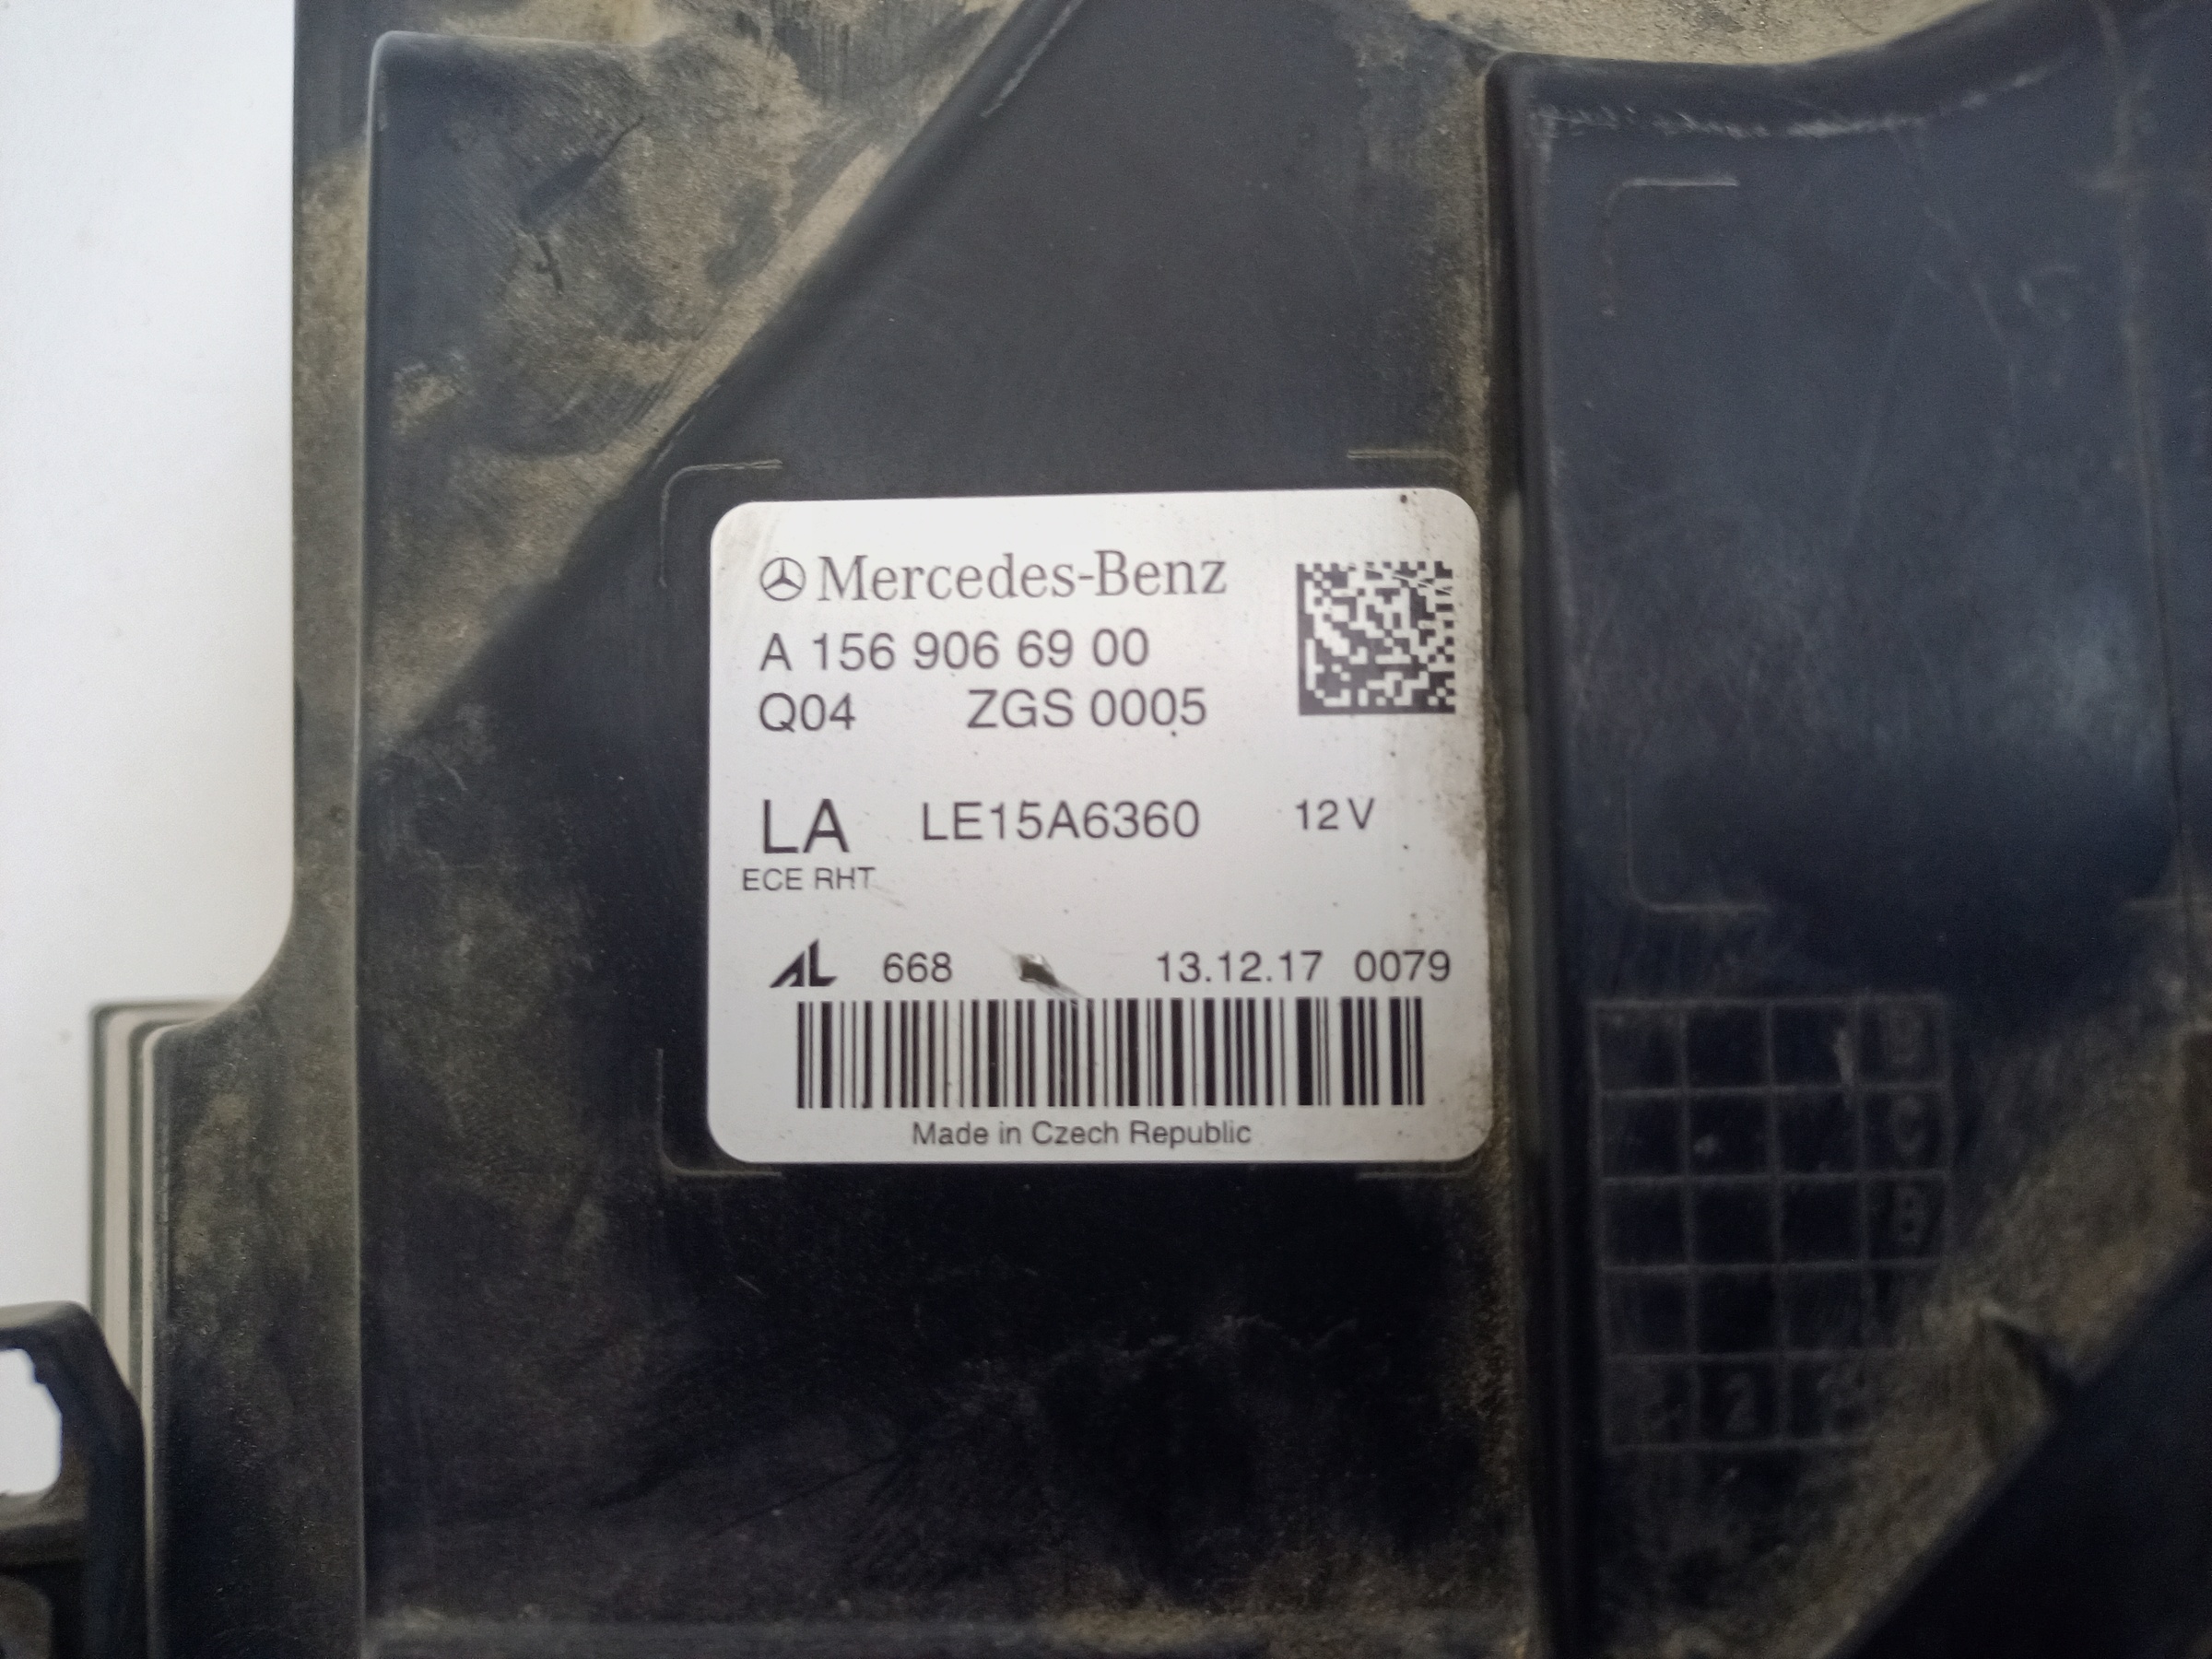 Mercedes-Benz
A 156 906 69 00
Q04 ZGS 0005
LA LE15A6360 12 V
ECE RHT
AL 668 13.12.17 0079
Made in Czech Republic
C
B
2